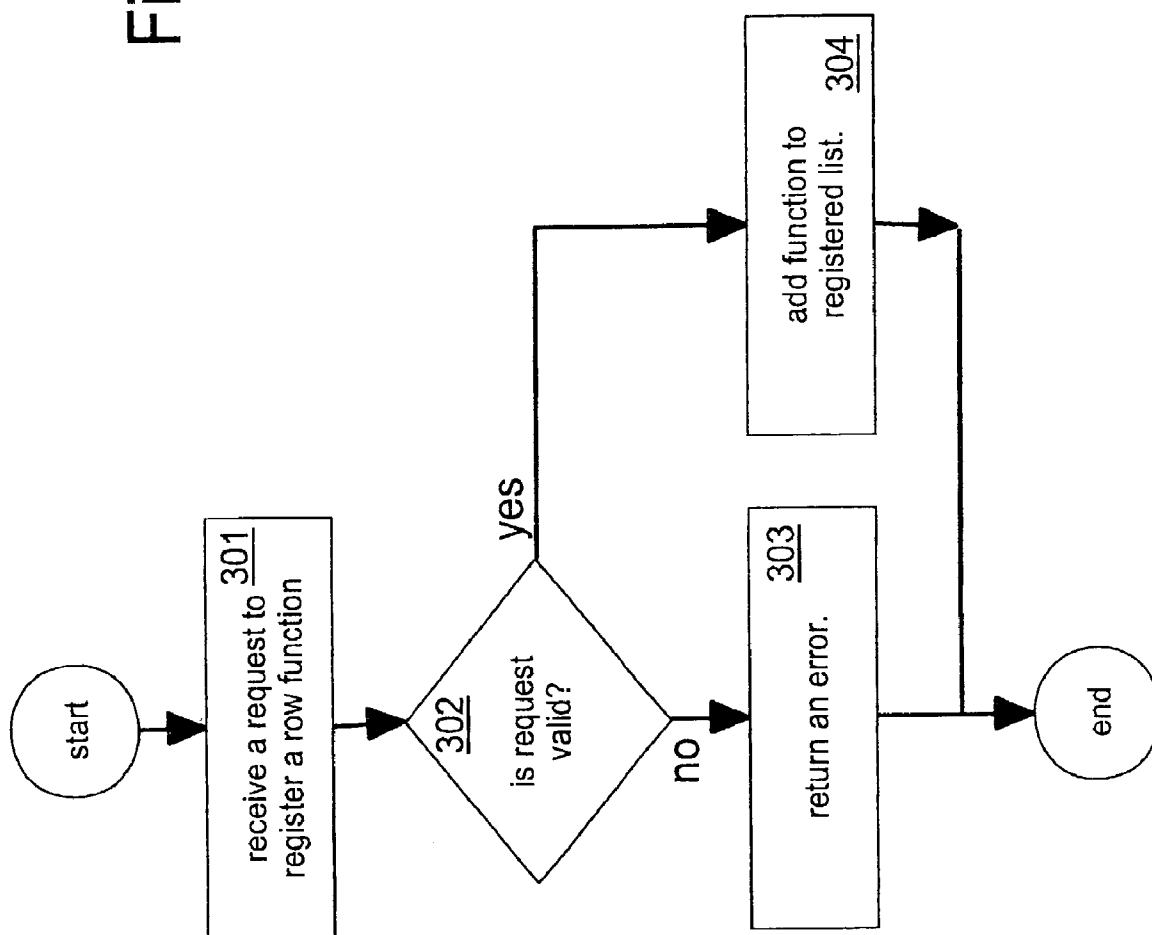 Fi
start
301
receive a request to
register a row function
302
is request
valid?
yes
no
303
return an error.
304
add function to
registered list.
end